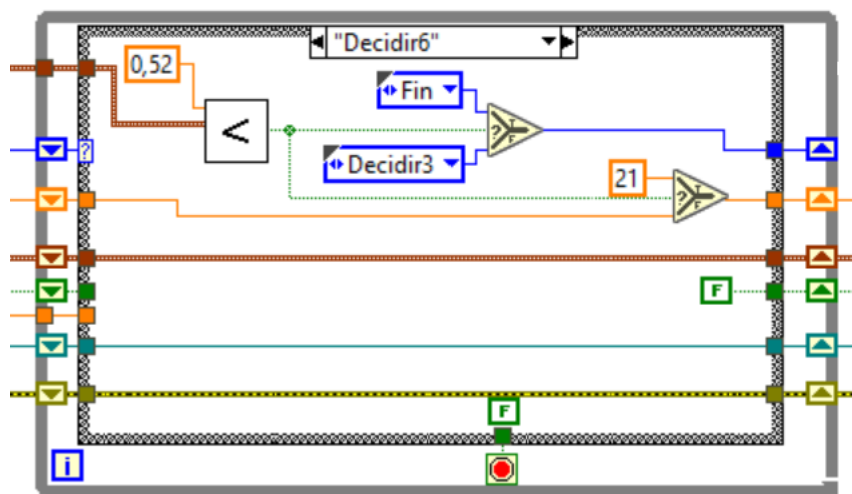 "Decidir6"
0,52
Fin
<
?
T
F
?
Decidir3
21
?
T
F
F
F
i